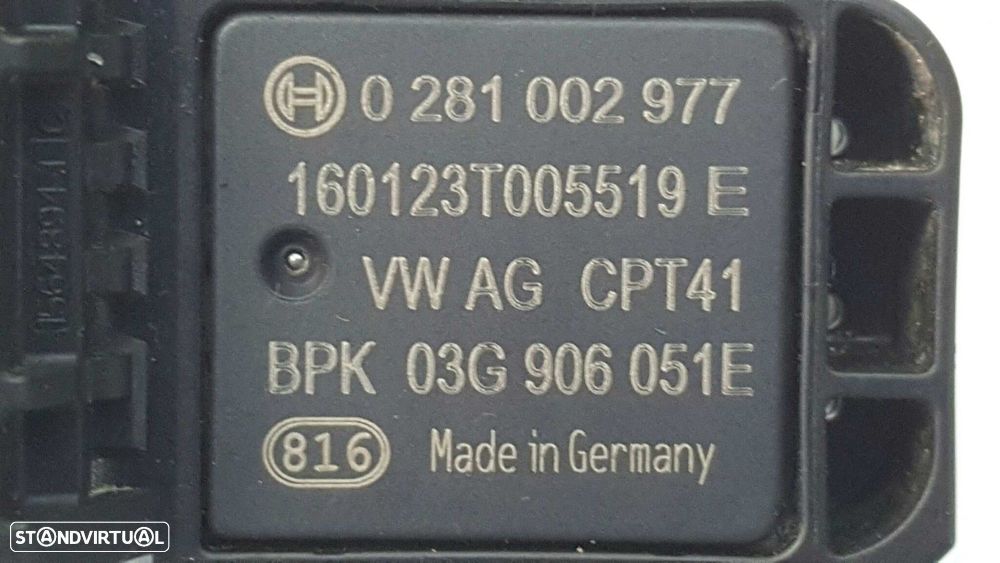 0 281 002 977
160123T005519 E
VW AG CPT41
BPK 03G 906 051E
816 Made in Germany
STANDVIRTUAL